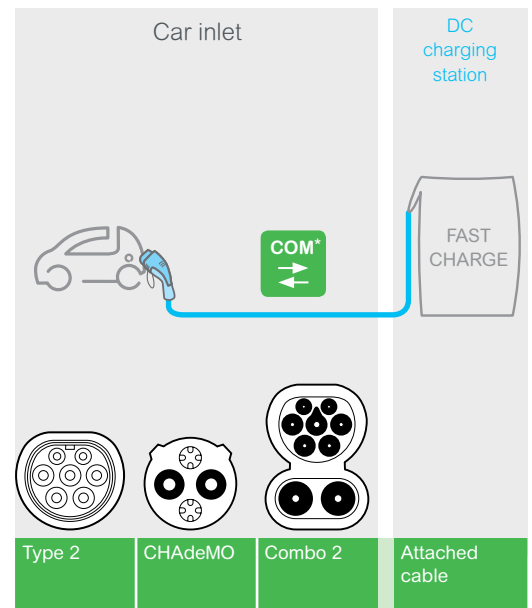 Car inlet
DC
charging
station
COM*
FAST
CHARGE
Type 2
CHAdeMO
Combo 2
Attached
cable